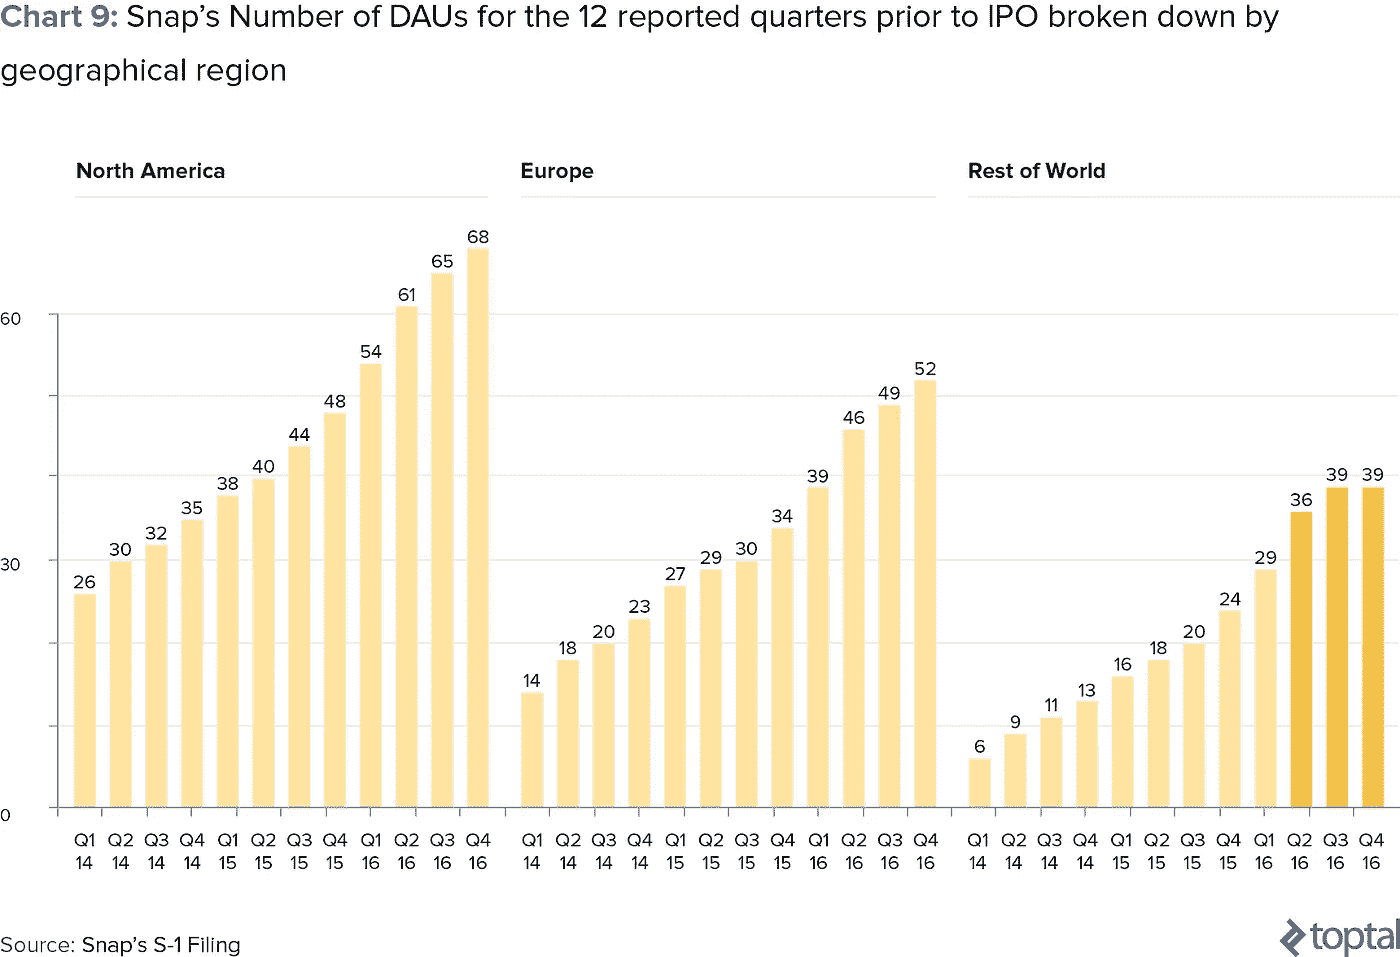 Chart 9: Snap’s Number of DAUs for the 12 reported quarters prior to IPO broken down by
geographical region
North America Europe Rest of World
60
30
0
26 30 32 35 38 40 44 48 54 61 65 68
14 18 20 23 27 29 30 34 39 46 49 52
6 9 11 13 16 18 20 24 29 36 39 39
Q1 Q2 Q3 Q4 Q1 Q2 Q3 Q4 Q1 Q2 Q3 Q4 Q1 Q2 Q3 Q4 Q1 Q2 Q3 Q4 Q1 Q2 Q3 Q4 Q1 Q2 Q3 Q4 Q1 Q2 Q3 Q4 Q1 Q2 Q3 Q4
14 14 14 14 15 15 15 15 16 16 16 16 14 14 14 14 15 15 15 15 16 16 16 16 14 14 14 14 15 15 15 15 16 16 16 16
Source: Snap’s S-1 Filing
toptal